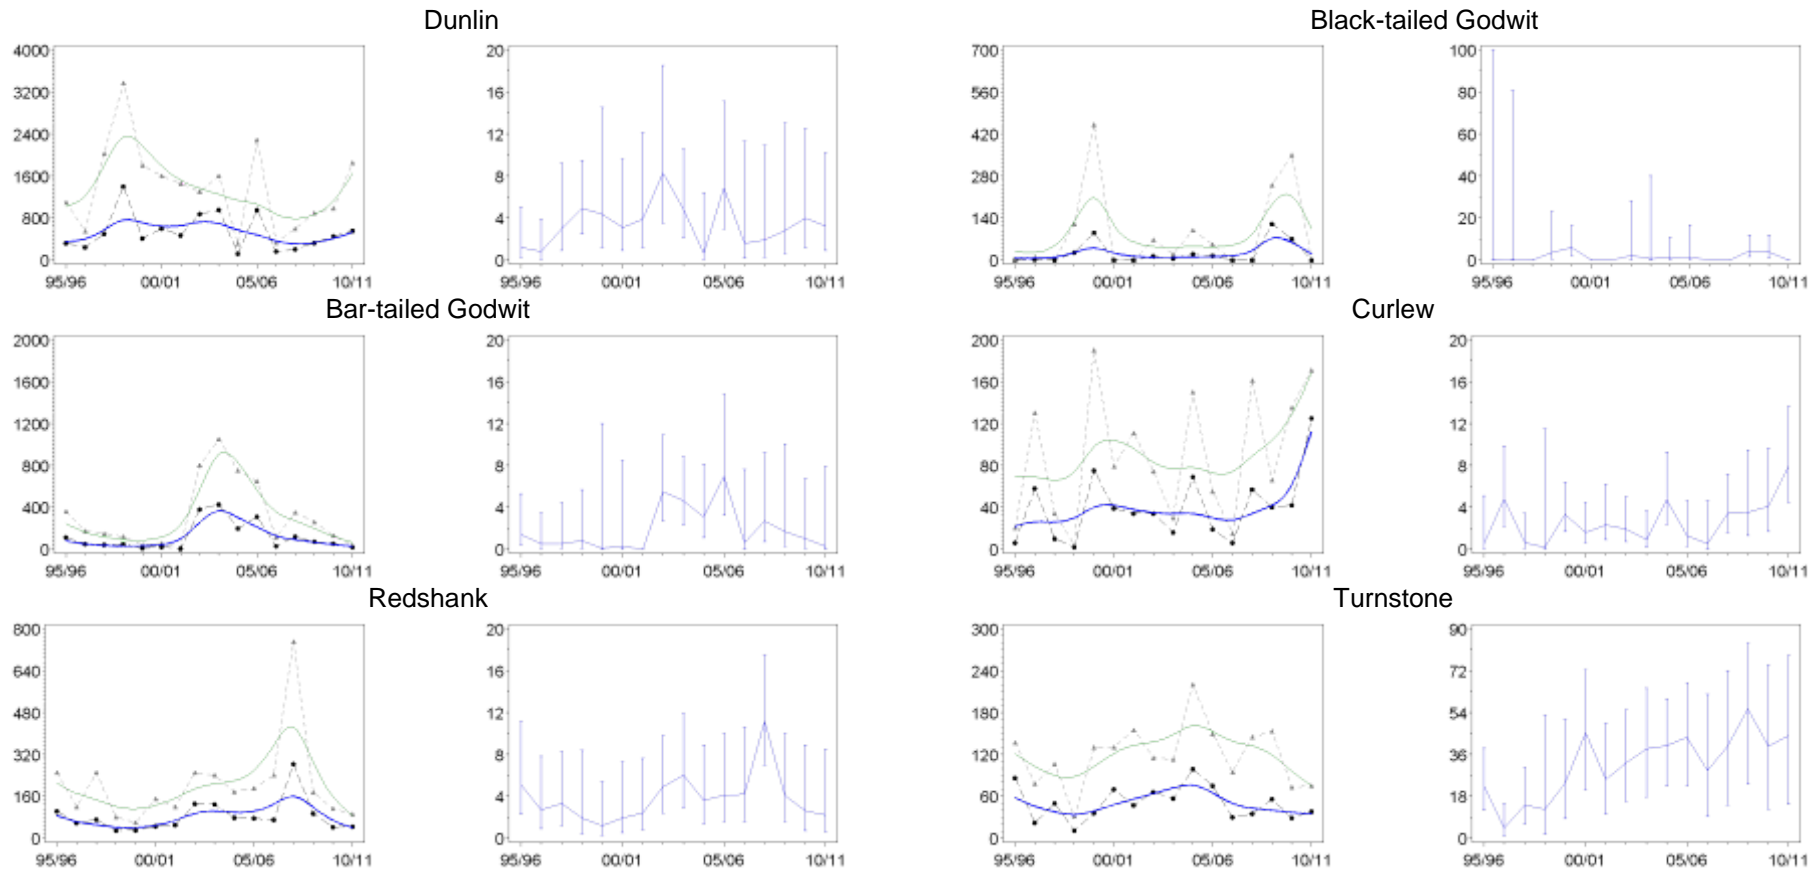 Dunlin Black-tailed Godwit
4000 20 700 100
3200 16 560 80
2400 12 420 60
1600 8 280 40
800 4 140 20
0 0 0 0
95/96 00/01 05/06 10/11 95/96 00/01 05/06 10/11 95/96 00/01 05/06 10/11 95/96 00/01 05/06 10/11
Bar-tailed Godwit Curlew
2000 20 200 20
1600 16 160 16
1200 12 120 12
800 8 80 8
400 4 40 4
0 0 0 0
95/96 00/01 05/06 10/11 95/96 00/01 05/06 10/11 95/96 00/01 05/06 10/11 95/96 00/01 05/06 10/11
Redshank Turnstone
800 20 300 90
640 16 240 72
480 12 180 54
320 8 120 36
160 4 60 18
0 0 0 0
95/96 00/01 05/06 10/11 95/96 00/01 05/06 10/11 95/96 00/01 05/06 10/11 95/96 00/01 05/06 10/11